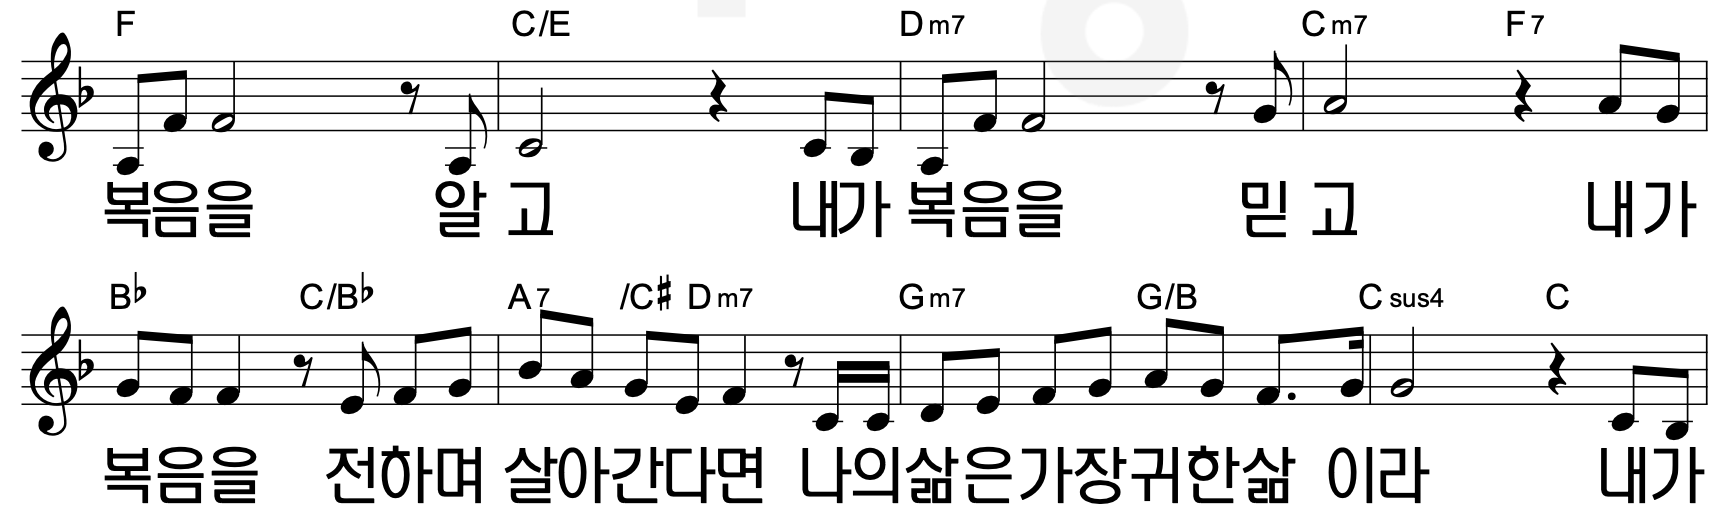 F C/E Dm7 Cm7 F7
복음을 알 고 내가 복음을 믿 고 내가
B♭ C/B♭ A7 /C♯ Dm7 Gm7 G/B Csus4 C
복음을 전하며 살아간다면 나의삶은가장귀한삶 이라 내가